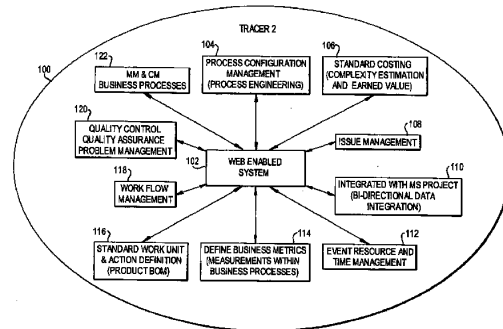 TRACER 2
100
122
MM & CM
BUSINESS PROCESSES
104
PROCESS CONFIGURATION
MANAGEMENT
(PROCESS ENGINEERING)
106
STANDARD COSTING
(COMPLEXITY ESTIMATION
AND EARNED VALUE)
120
QUALITY CONTROL
QUALITY ASSURANCE
PROBLEM MANAGEMENT
102
WEB ENABLED
SYSTEM
108
ISSUE MANAGEMENT
118
WORK FLOW
MANAGEMENT
110
INTEGRATED WITH MS PROJECT
(BI-DIRECTIONAL DATA
INTEGRATION)
116
STANDARD WORK UNIT
& ACTION DEFINITION
(PRODUCT BOM)
114
DEFINE BUSINESS METRICS
(MEASUREMENTS WITHIN
BUSINESS PROCESSES)
112
EVENT RESOURCE AND
TIME MANAGEMENT